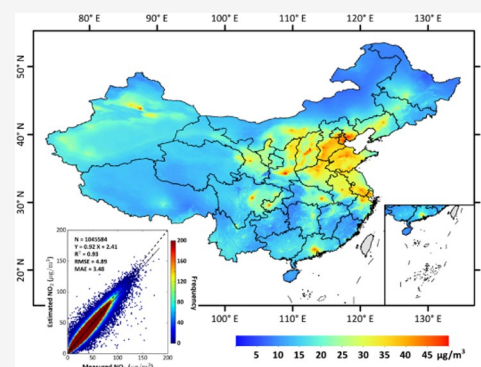 80° E 90° E 100° E 110° E 120° E 130° E
50° N
40° N
30° N
20° N
200
150
100
50
0
Estimated NO₂ (μg/m³)
N = 1045584
Y = 0.92 X + 2.41
R² = 0.93
RMSE = 4.89
MAE = 3.48
0 50 100 150 200
Measured NO
200
160
120
80
40
0
Frequency
100° E 110° E 120° E 130° E
5 10 15 20 25 30 35 40 45 μg/m³